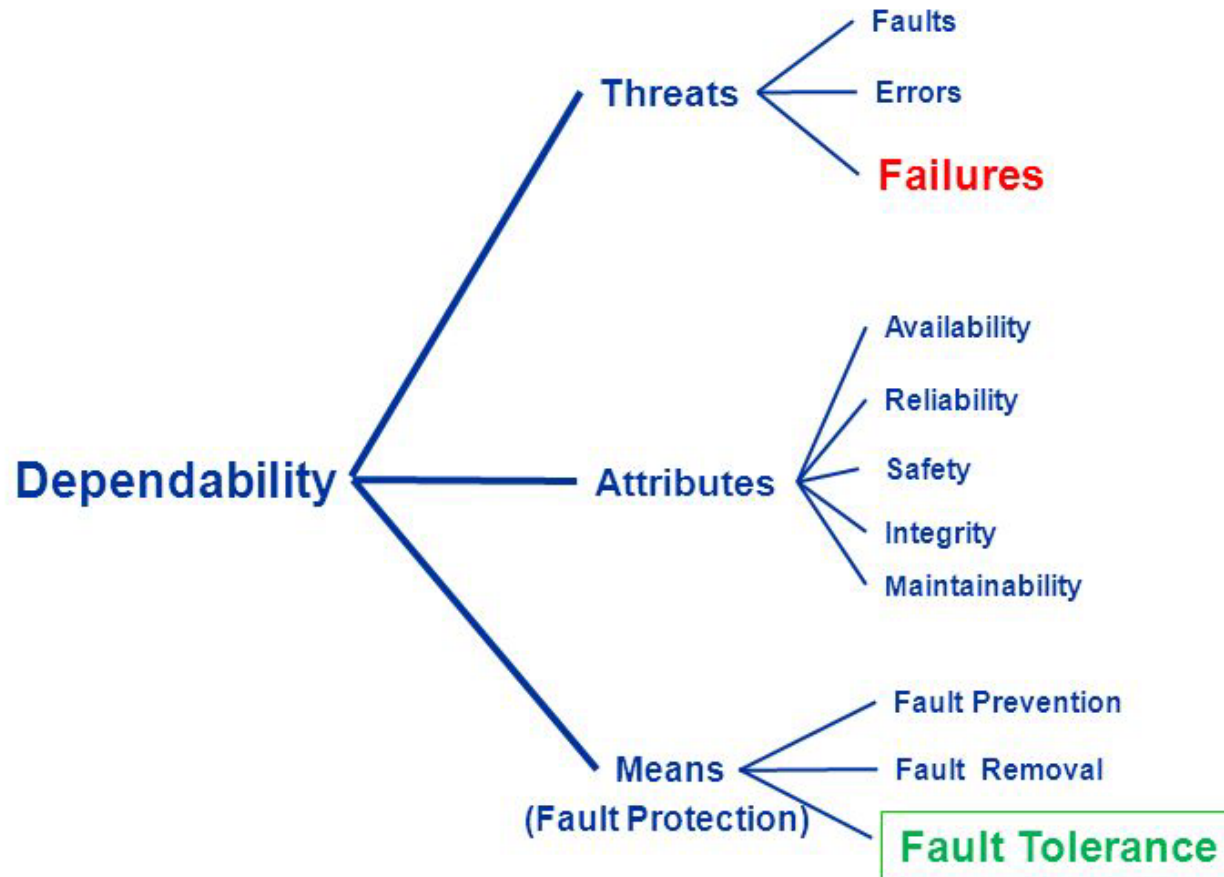 Dependability
Threats
Faults
Errors
Failures
Attributes
Availability
Reliability
Safety
Integrity
Maintainability
Means
(Fault Protection)
Fault Prevention
Fault Removal
Fault Tolerance